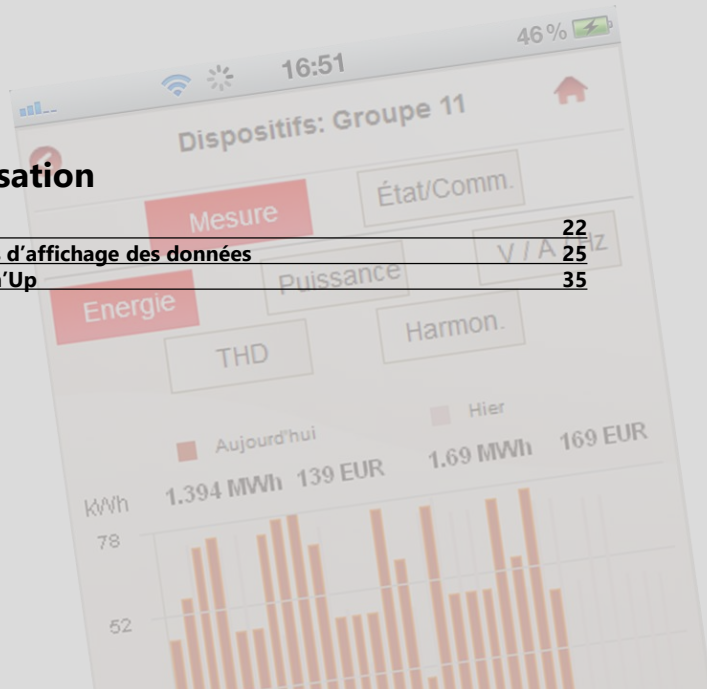 46 %
16:51
Dispositifs: Groupe 11
sation
Mesure
État/Comm.
22
s d'affichage des données 25
n'Up 35
Energie
Puissance
V / A / Hz
THD
Harmon.
Aujourd'hui
Hier
1.394 MWh 139 EUR
1.69 MWh 169 EUR
kWh
78
52